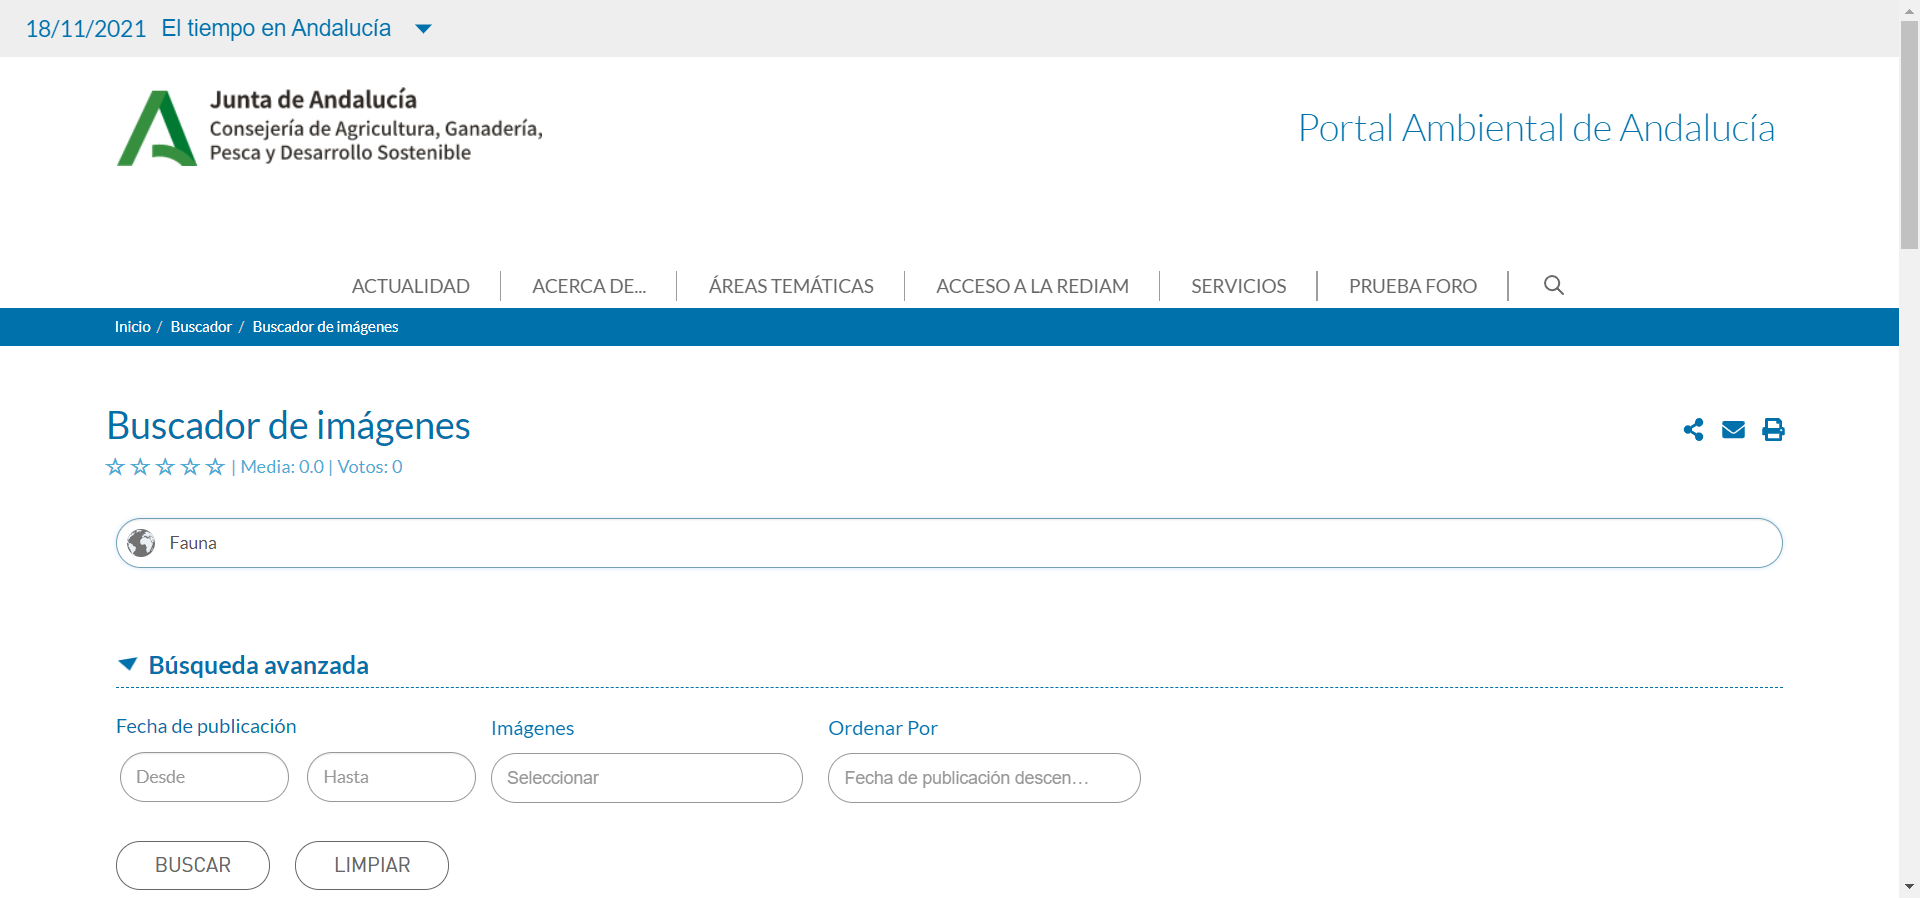 18/11/2021 El tiempo en Andalucía
Junta de Andalucía
Consejería de Agricultura, Ganadería,
Pesca y Desarrollo Sostenible
Portal Ambiental de Andalucía
ACTUALIDAD ACERCA DE... ÁREAS TEMÁTICAS ACCESO A LA REDIAM SERVICIOS PRUEBA FORO
Inicio / Buscador / Buscador de imágenes
Buscador de imágenes
| Media: 0.0 | Votos: 0
Fauna
Búsqueda avanzada
Fecha de publicación Imágenes Ordenar Por
Desde Hasta Seleccionar Fecha de publicación descen...
BUSCAR LIMPIAR